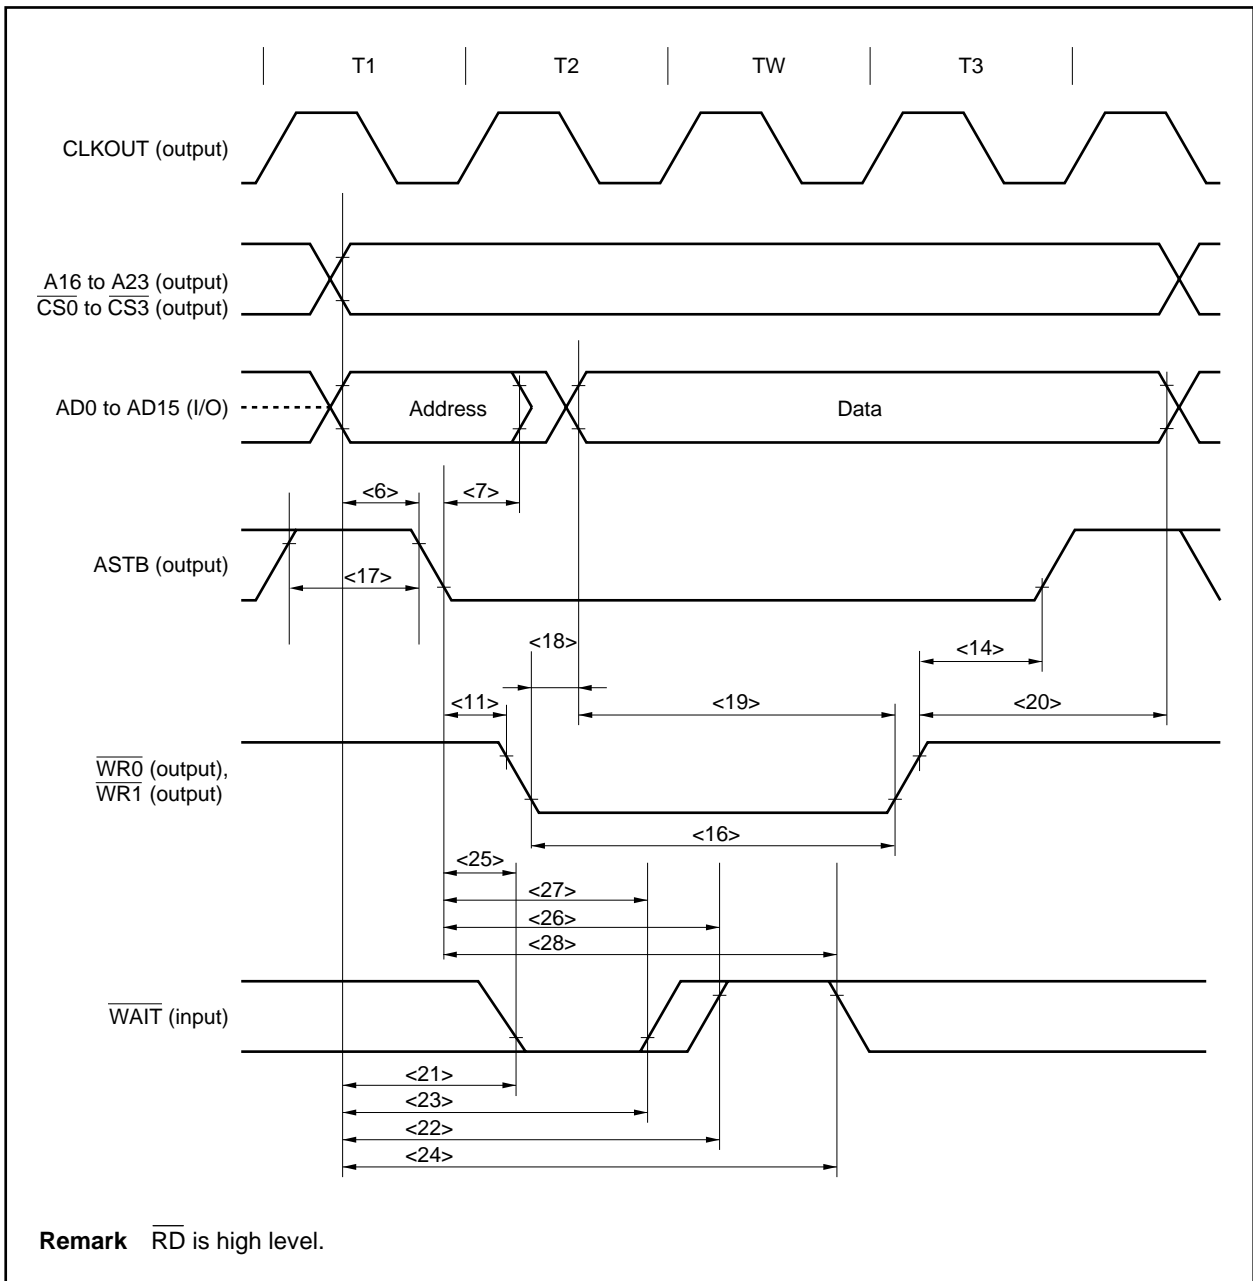 T1 T2 TW T3
CLKOUT (output)
A16 to A23 (output)
CS0 to CS3 (output)
AD0 to AD15 (I/O)
Address
Data
<6> <7>
ASTB (output)
<17>
<18>
<14>
<11>
<19>
<20>
WR0 (output),
WR1 (output)
<16>
<25>
<27>
<26>
<28>
WAIT (input)
<21>
<23>
<22>
<24>
Remark RD is high level.